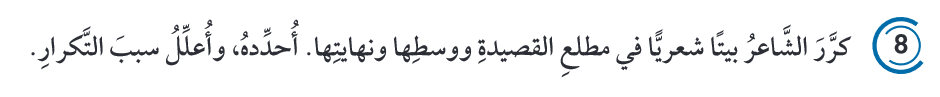 8 كرَّرَ الشَّاعرُ بيتًا شعريًّا في مطلعِ القصيدةِ ووسطِها ونهايتِها. أُحدِّدهُ، وأُعلِّلُ سببَ التَّكرارِ.